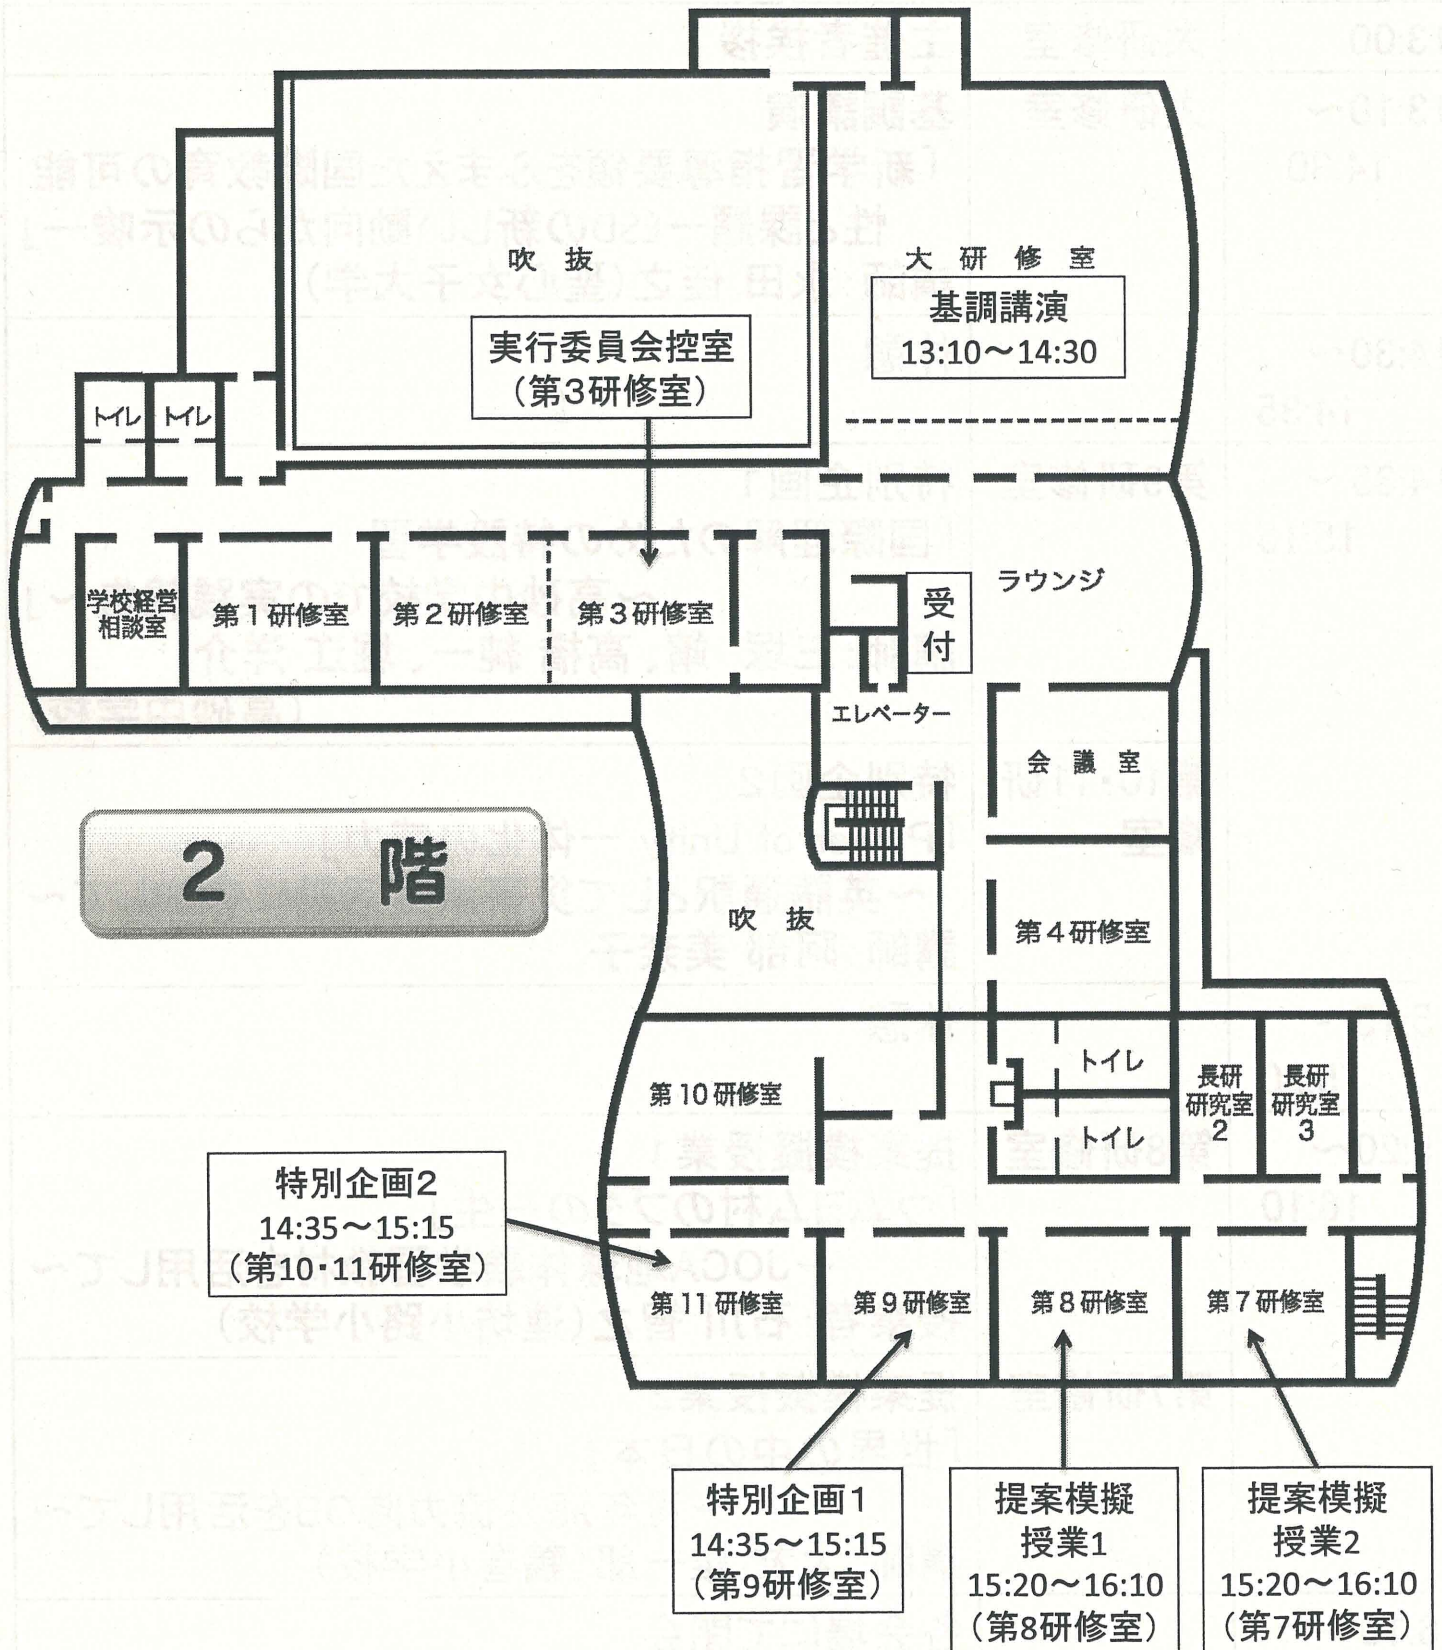 吹 抜
大 研 修 室
基調講演
13:10～14:30
実行委員会控室
（第3研修室）
トイレ
トイレ
学校経営
相談室
第１研修室
第２研修室
第３研修室
受
付
ラウンジ
エレベーター
会 議 室
２ 階
吹 抜
第４研修室
第10研修室
トイレ
トイレ
長研
研究室
2
長研
研究室
3
特別企画2
14:35～15:15
（第10・11研修室）
第11研修室
第９研修室
第８研修室
第７研修室
特別企画1
14:35～15:15
（第9研修室）
提案模擬
授業1
15:20～16:10
（第8研修室）
提案模擬
授業2
15:20～16:10
（第7研修室）